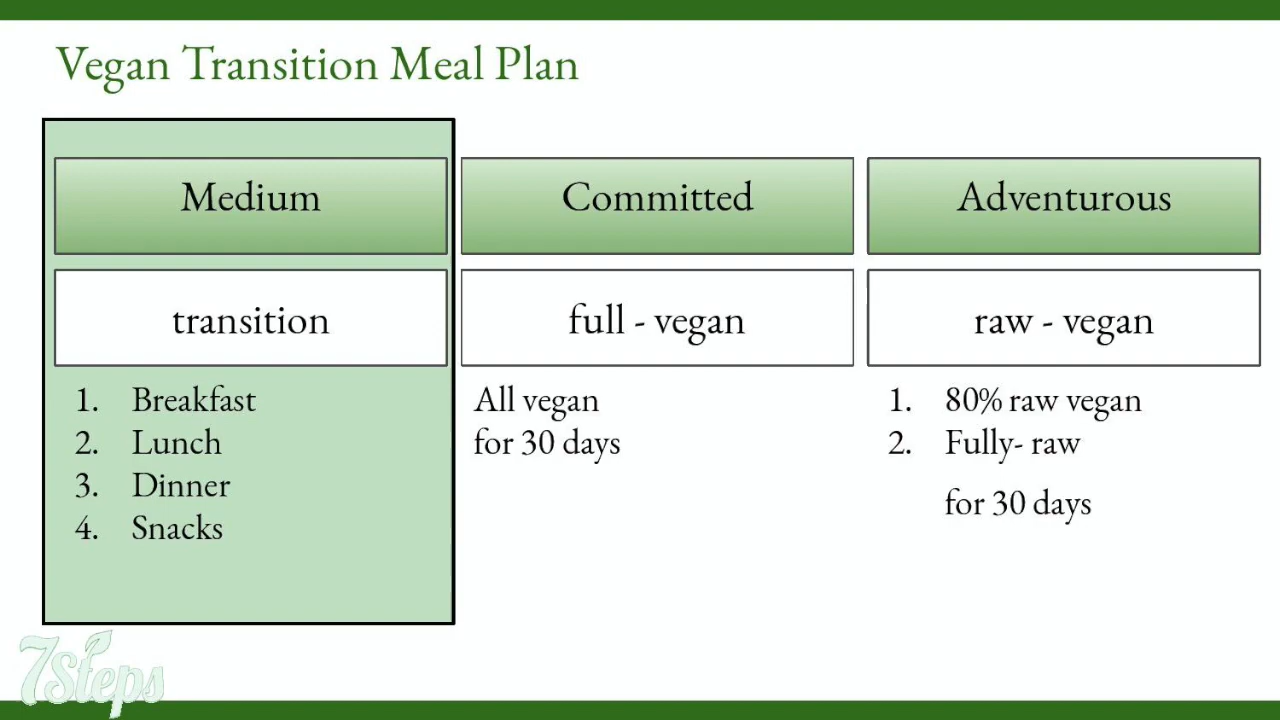 Vegan Transition Meal Plan
Medium
transition
1. Breakfast
2. Lunch
3. Dinner
4. Snacks
Committed
full - vegan
All vegan
for 30 days
Adventurous
raw - vegan
1. 80% raw vegan
2. Fully- raw
for 30 days
7Steps